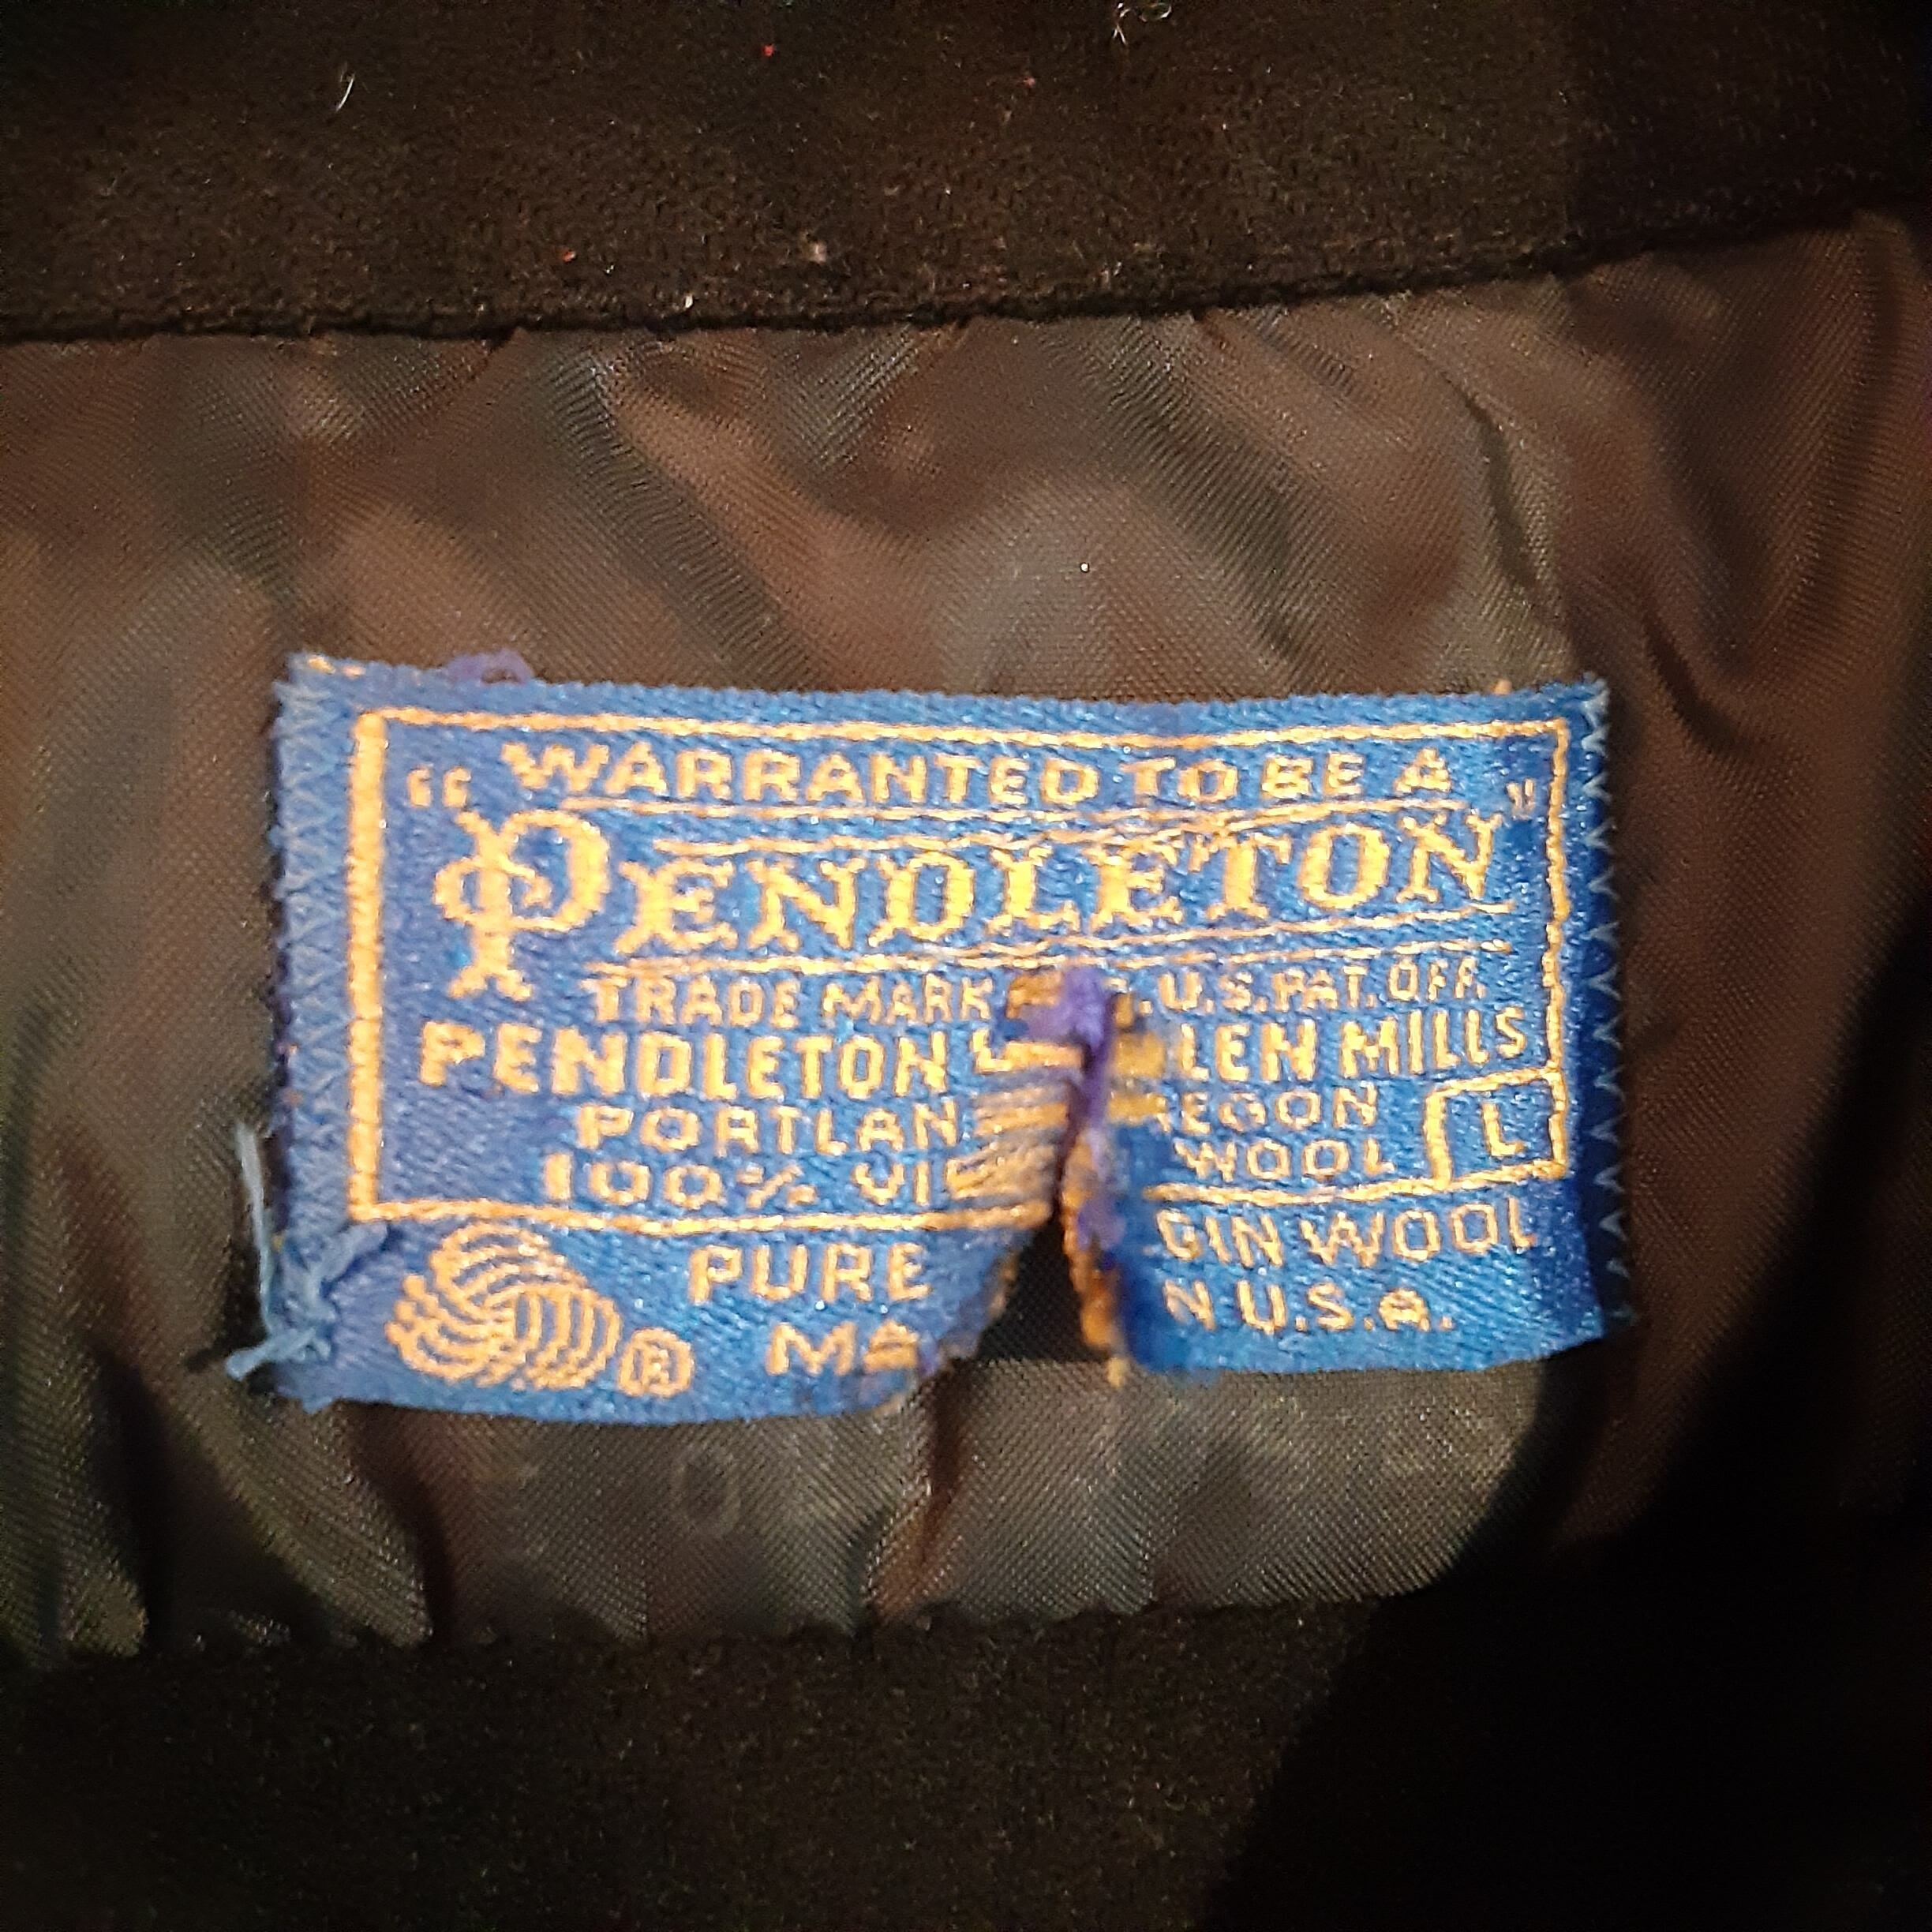 "WARRANTED TO BE A
PENDLETON"
TRADE MARK U.S. PAT. OFF.
PENDLETON LEN MILLS
PORTLAN EGON
100% WOOL L
PURE GIN WOOL
MA N U.S.A.
®